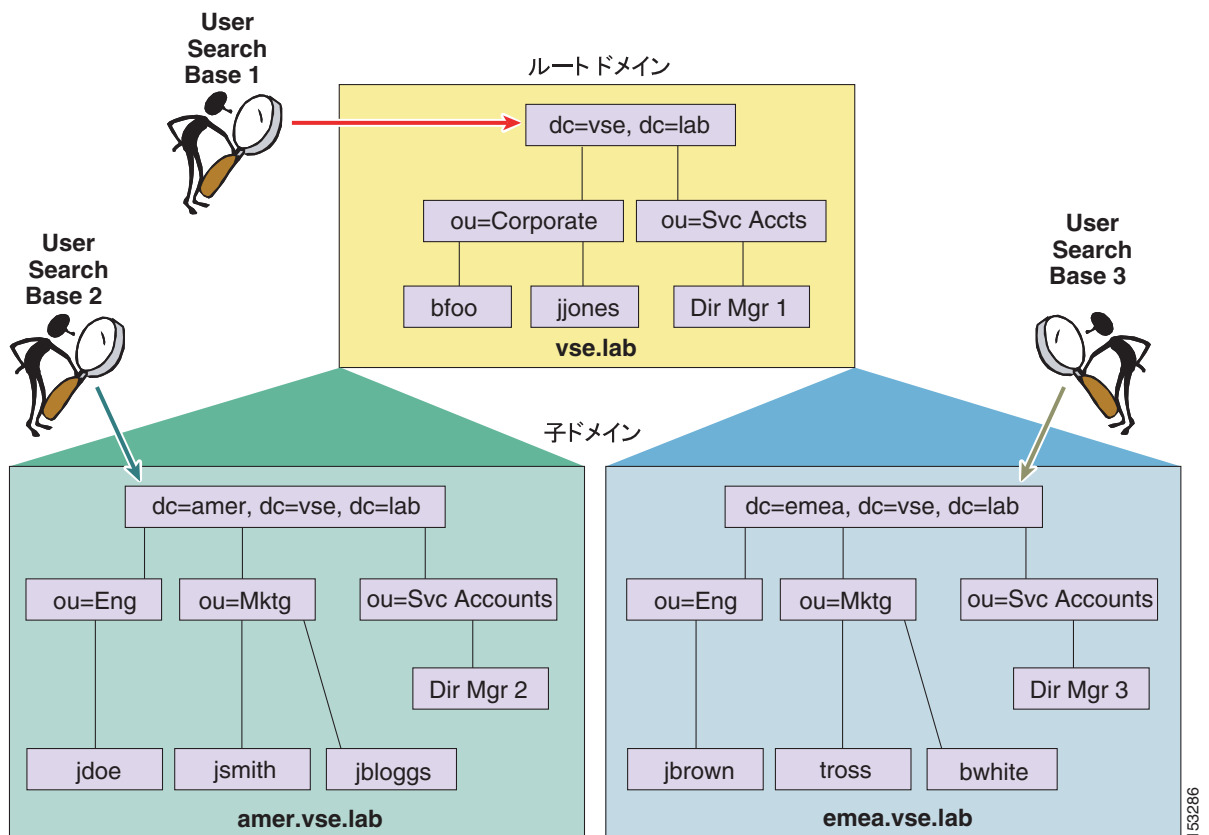 User
Search
Base 1
ルートドメイン
dc=vse, dc=lab
ou=Corporate
ou=Svc Accts
bfoo
jjones
Dir Mgr 1
vse.lab
User
Search
Base 2
User
Search
Base 3
子ドメイン
dc=amer, dc=vse, dc=lab
ou=Eng
ou=Mktg
ou=Svc Accounts
Dir Mgr 2
jdoe
jsmith
jbloggs
amer.vse.lab
dc=emea, dc=vse, dc=lab
ou=Eng
ou=Mktg
ou=Svc Accounts
Dir Mgr 3
jbrown
tross
bwhite
emea.vse.lab
153286